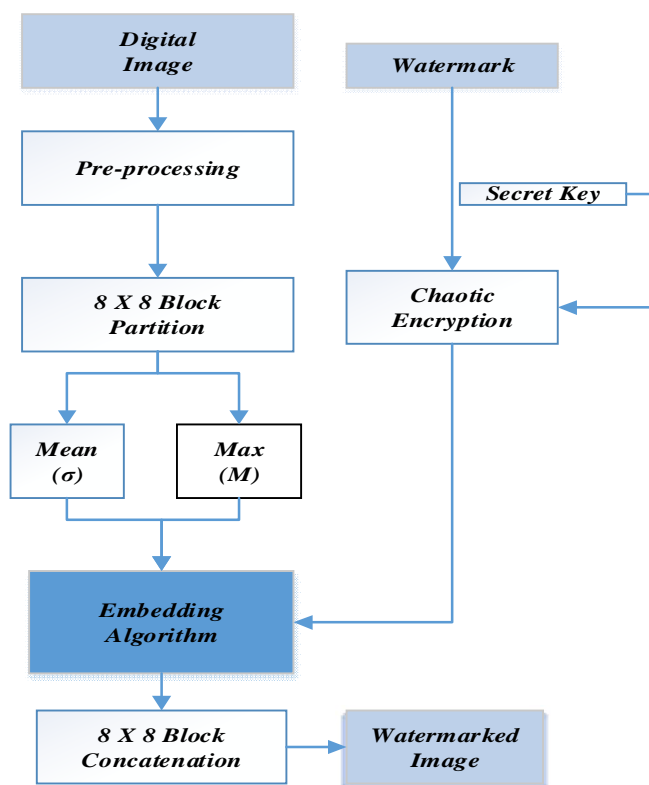 Digital
Image
Watermark
Pre-processing
Secret Key
8 X 8 Block
Partition
Chaotic
Encryption
Mean
(σ)
Max
(M)
Embedding
Algorithm
8 X 8 Block
Concatenation
Watermarked
Image